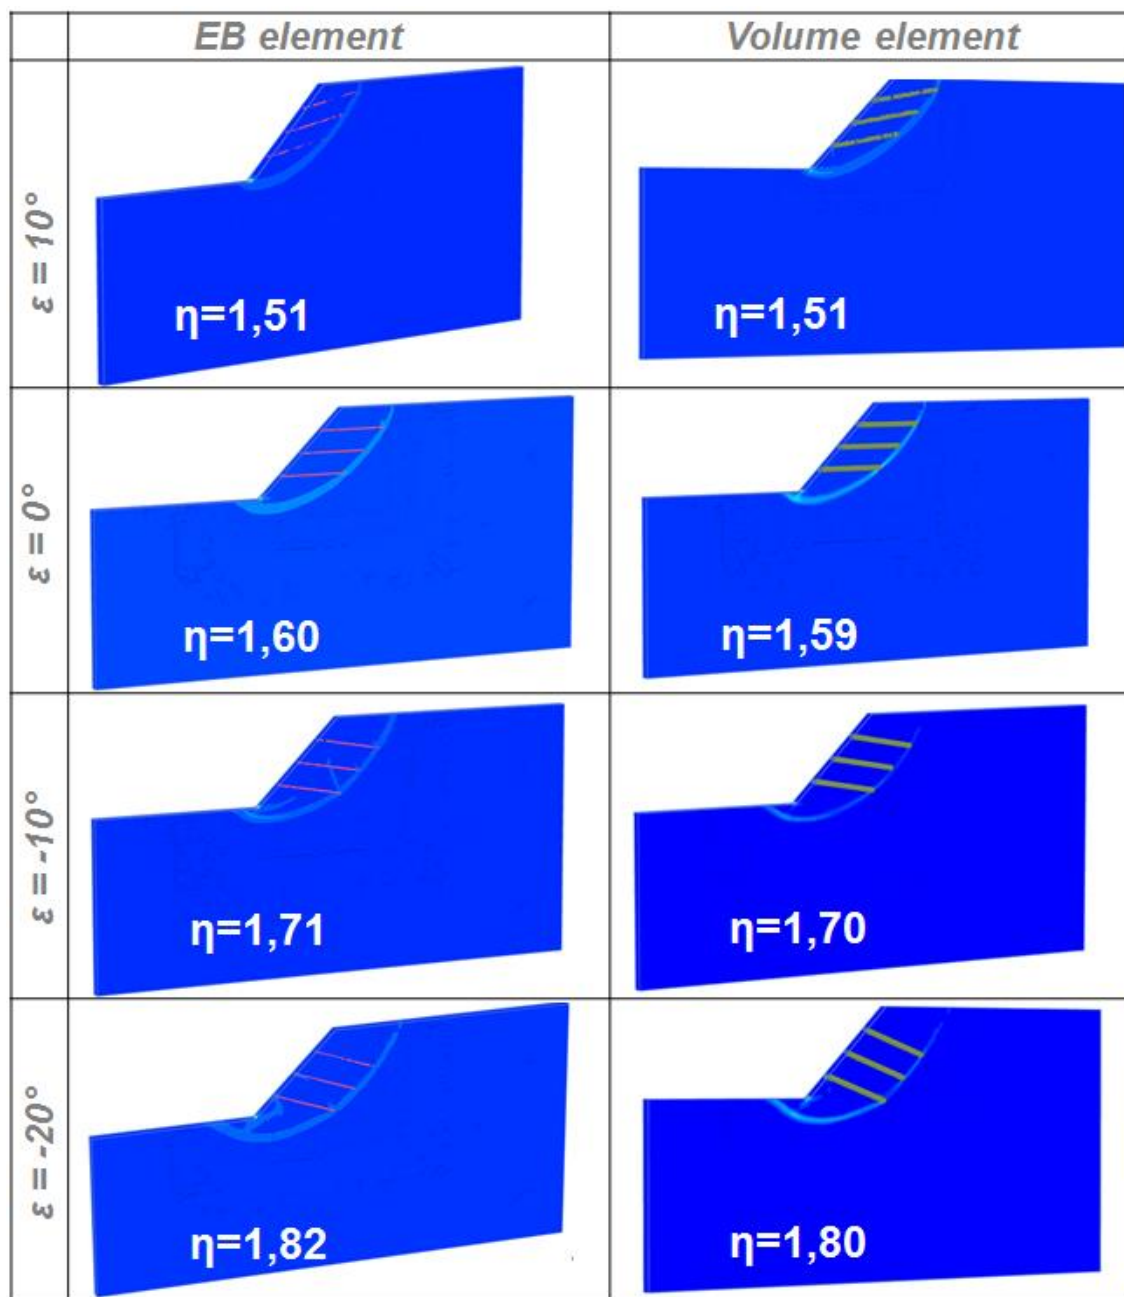 EB element
Volume element
ε = 10°
η=1,51
η=1,51
ε = 0°
η=1,60
η=1,59
ε = -10°
η=1,71
η=1,70
ε = -20°
η=1,82
η=1,80